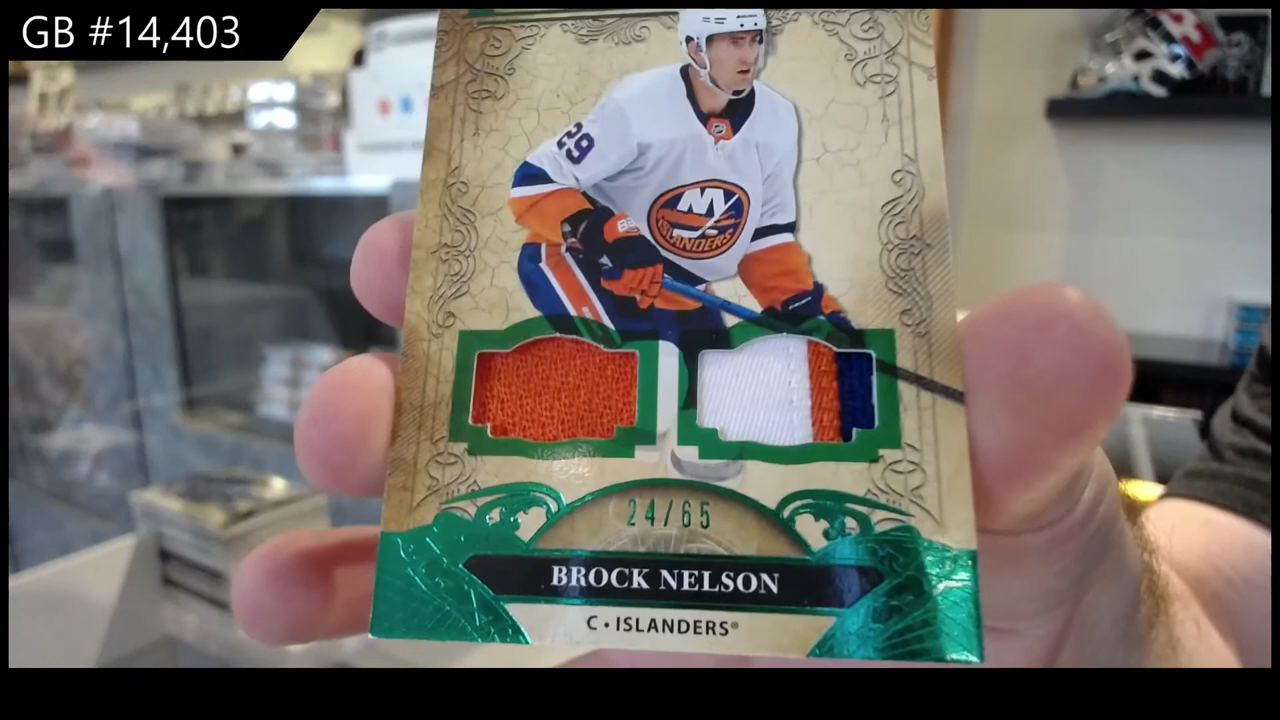 GB #14,403
29
NY
ISLANDERS
24/65
BROCK NELSON
C • ISLANDERS®